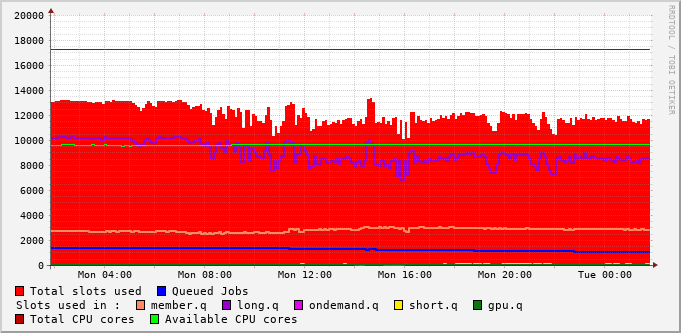 RRDTOOL / TOBI OETIKER
20000
18000
16000
14000
12000
10000
8000
6000
4000
2000
0
Mon 04:00 Mon 08:00 Mon 12:00 Mon 16:00 Mon 20:00 Tue 00:00
Total slots used Queued Jobs
Slots used in : member.q long.q ondemand.q short.q gpu.q
Total CPU cores Available CPU cores